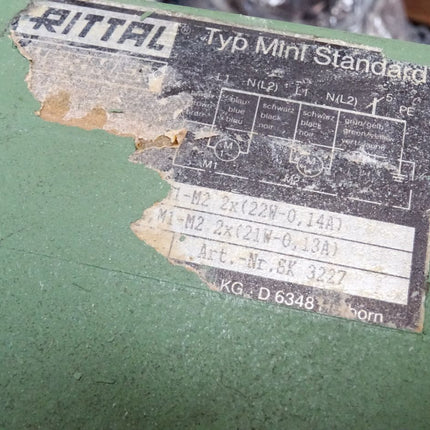 RITTAL
Typ Mini Standard
L1 N(L2) L1 N(L2) 5
PE
blau schwarz schwarz grün/gelb
blue black black green/yellow
bleu noir noir
M M
M1
-M2 2x(22W-0,14A)
M1-M2 2x(21W-0,13A)
Art.-Nr.SK 3227
KG · D 6348